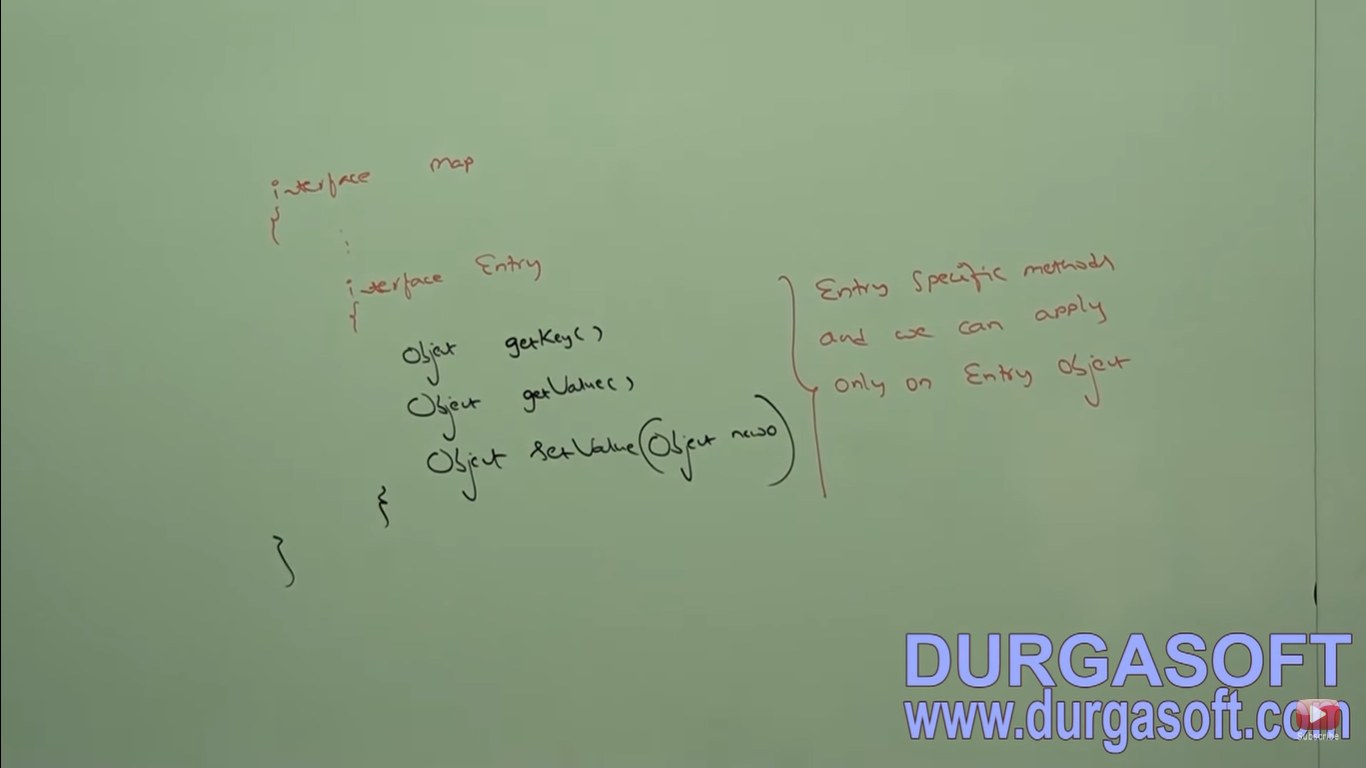 interface Map
{
:
interface Entry
{
Object getKey()
Object getValue()
Object setValue(Object newo)
}
}
Entry specific methods
and we can apply
only on Entry Object
DURGASOFT
www.durgasoft.com
Subscribe